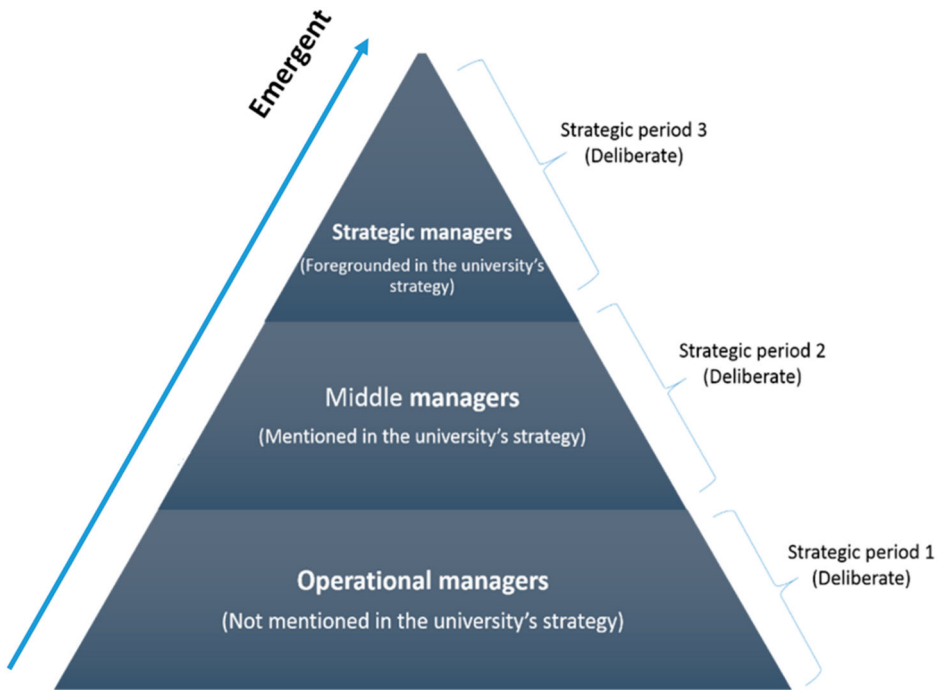 Emergent
Strategic period 3
(Deliberate)
Strategic managers
(Foregrounded in the university's
strategy)
Strategic period 2
(Deliberate)
Middle managers
(Mentioned in the university's strategy)
Strategic period 1
(Deliberate)
Operational managers
(Not mentioned in the university's strategy)